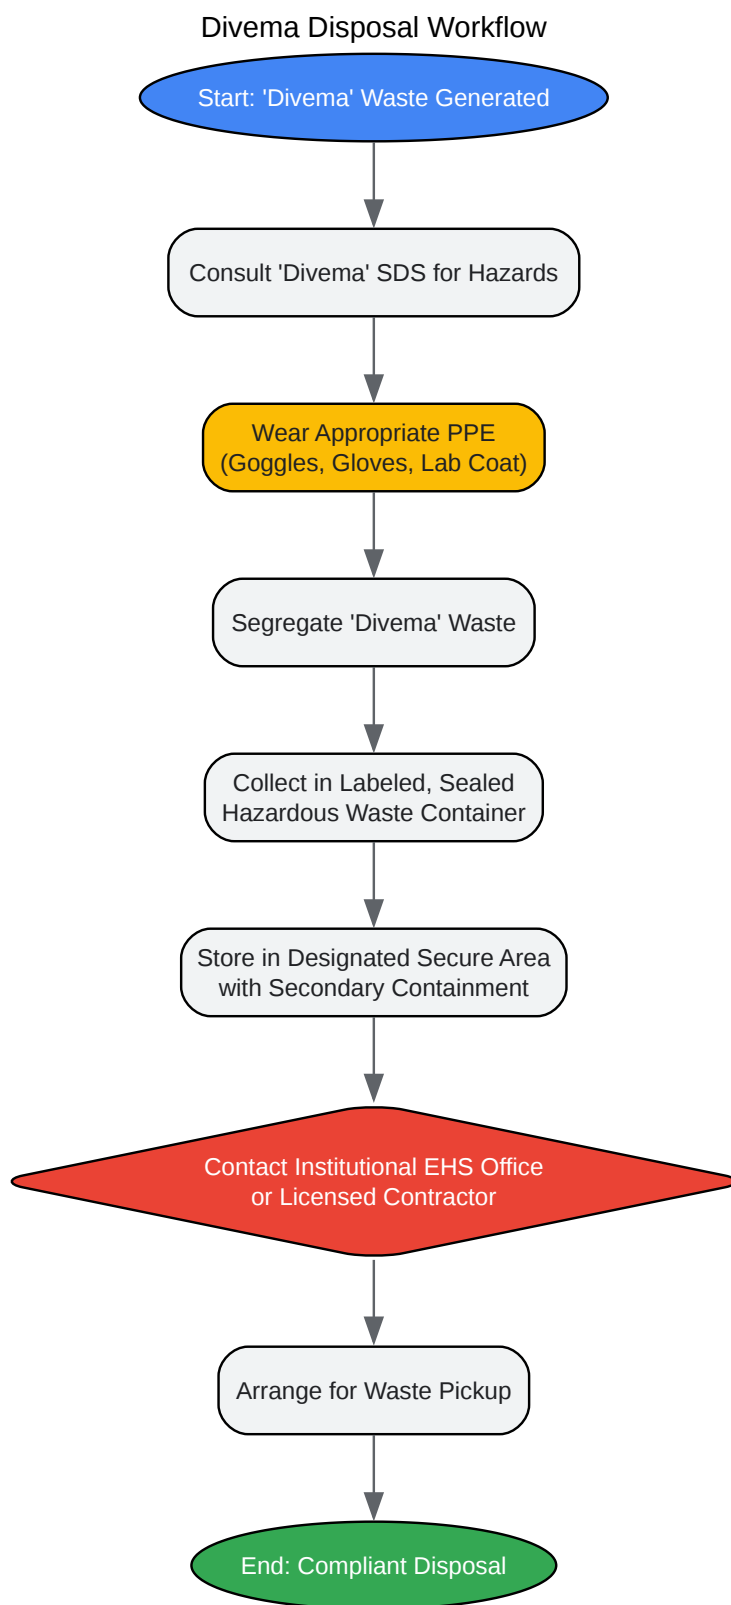 Divema Disposal Workflow
Start: 'Divema' Waste Generated
Consult 'Divema' SDS for Hazards
Wear Appropriate PPE
(Goggles, Gloves, Lab Coat)
Segregate 'Divema' Waste
Collect in Labeled, Sealed
Hazardous Waste Container
Store in Designated Secure Area
with Secondary Containment
Contact Institutional EHS Office
or Licensed Contractor
Arrange for Waste Pickup
End: Compliant Disposal